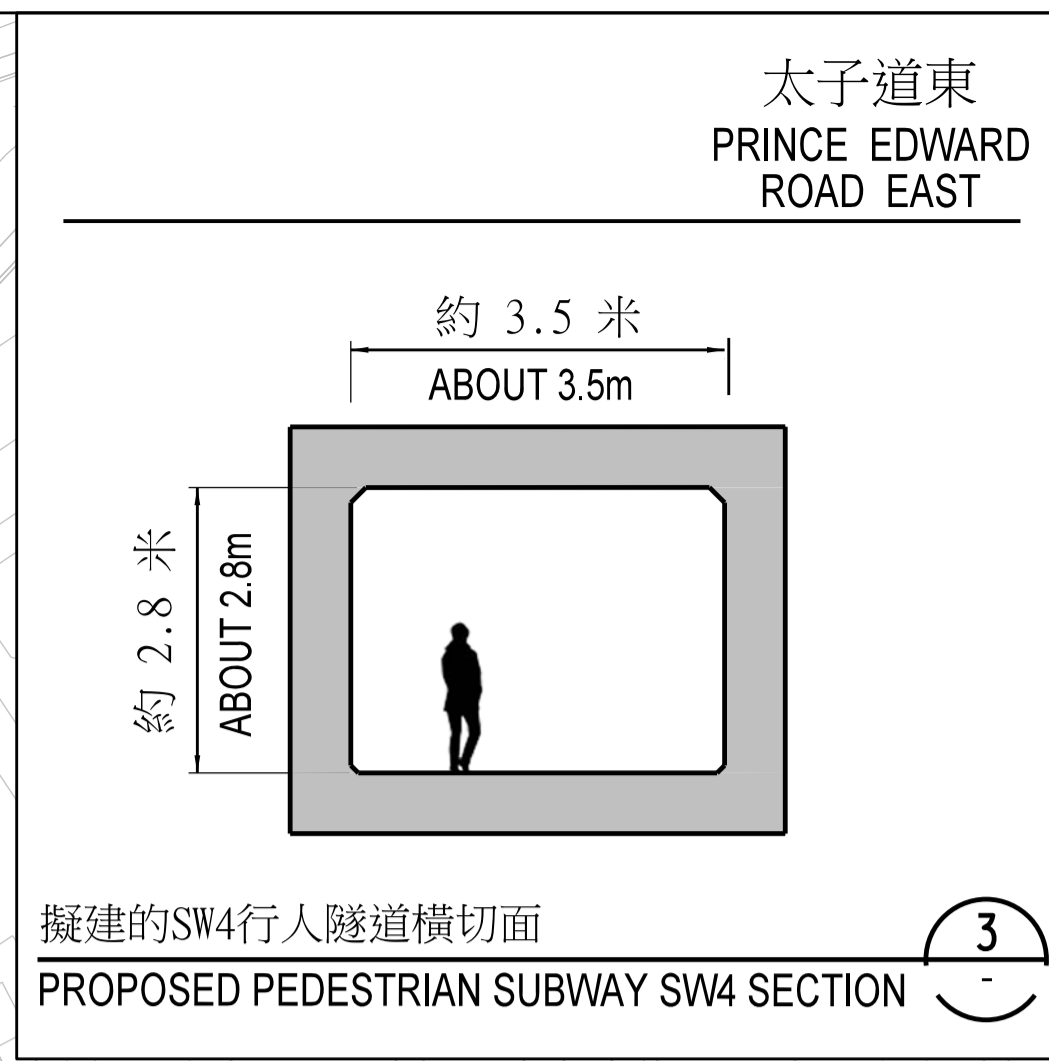 太子道東
PRINCE EDWARD
ROAD EAST
約 3.5 米
ABOUT 3.5m
約 2.8 米
ABOUT 2.8m
擬建的SW4行人隧道橫切面
PROPOSED PEDESTRIAN SUBWAY SW4 SECTION
3
-